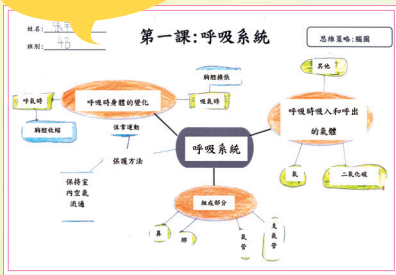 姓名:
班別: 4B
第一課:呼吸系統
思維策略:腦圖
其他
胸腔擴張
呼氣時
呼吸時身體的變化
吸氣時
呼吸時吸入和呼出
的氣體
胸腔收縮
恆常運動
呼吸系統
保護方法
氧
二氧化碳
保持室
內空氣
流通
組成部分
鼻
肺
氣
管
支
氣
管